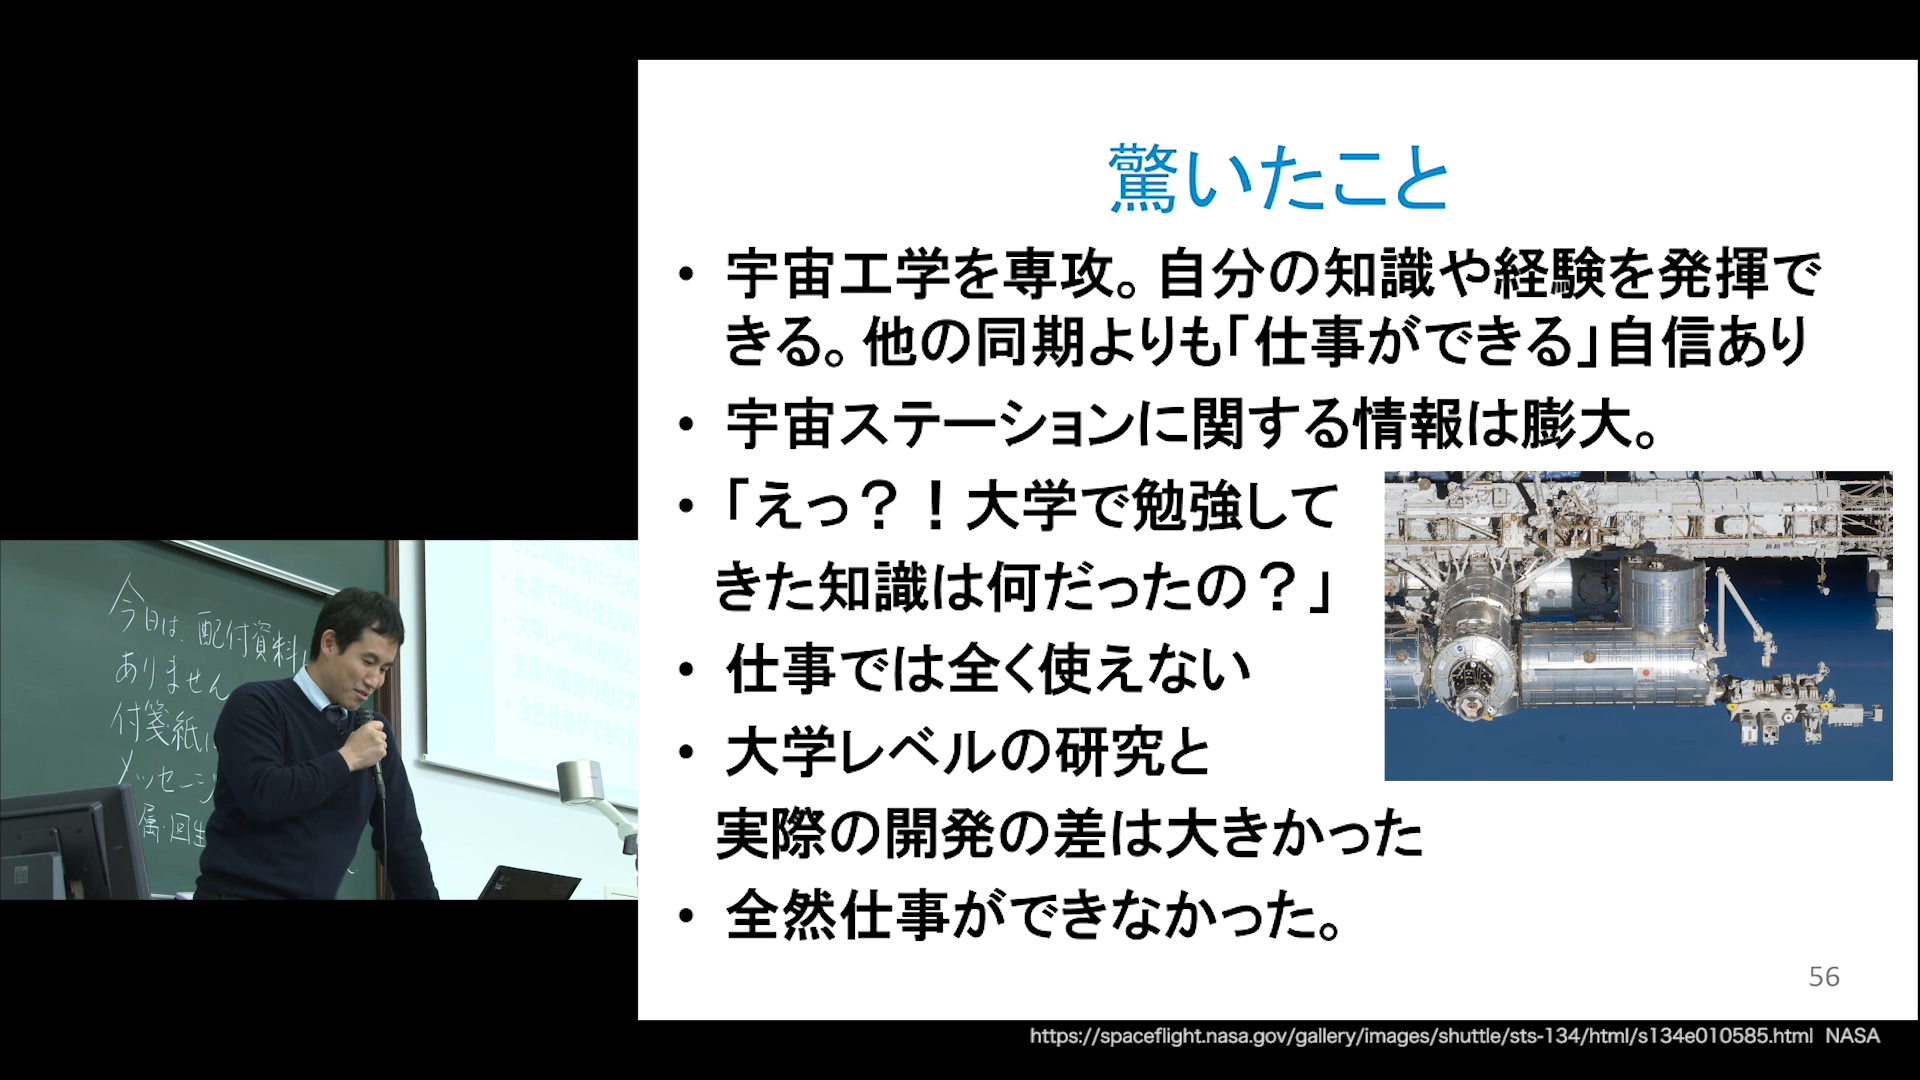 驚いたこと
• 宇宙工学を専攻。自分の知識や経験を発揮で
きる。他の同期よりも「仕事ができる」自信あり
• 宇宙ステーションに関する情報は膨大。
• 「えっ？！大学で勉強して
きた知識は何だったの？」
• 仕事では全く使えない
• 大学レベルの研究と
実際の開発の差は大きかった
• 全然仕事ができなかった。
56
https://spaceflight.nasa.gov/gallery/images/shuttle/sts-134/html/s134e010585.html NASA
今日は、配付資料
ありません
付箋紙に
メッセージ
属・回生